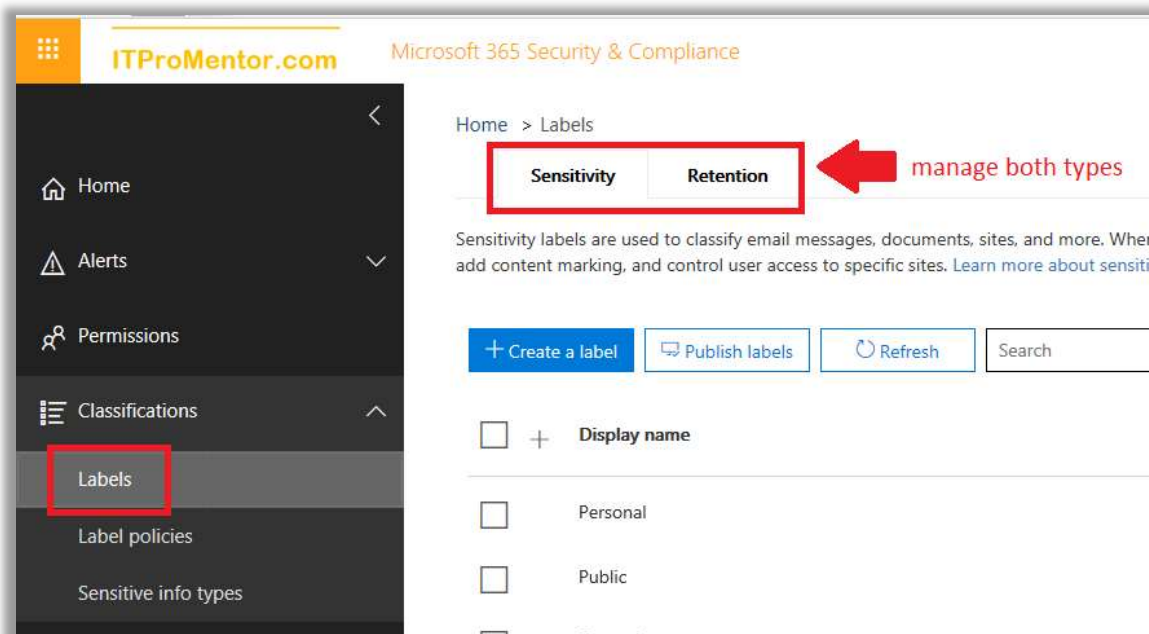 ITProMentor.com
Microsoft 365 Security & Compliance
Home > Labels
Sensitivity Retention
manage both types
Sensitivity labels are used to classify email messages, documents, sites, and more. When
add content marking, and control user access to specific sites. Learn more about sensiti
+ Create a label Publish labels Refresh Search
Display name
Personal
Public
Home
Alerts
Permissions
Classifications
Labels
Label policies
Sensitive info types